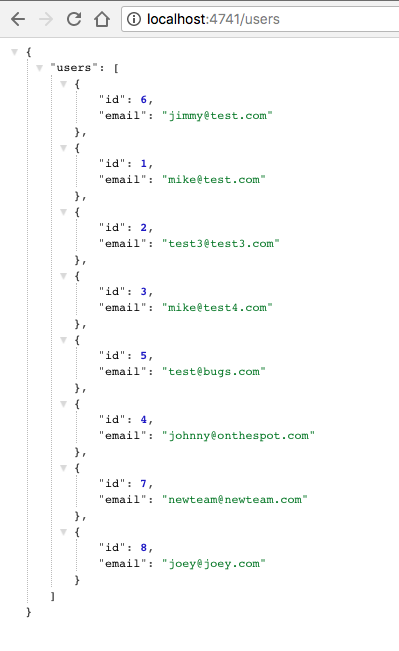 localhost:4741/users
{
"users": [
{
"id": 6,
"email": "jimmy@test.com"
},
{
"id": 1,
"email": "mike@test.com"
},
{
"id": 2,
"email": "test3@test3.com"
},
{
"id": 3,
"email": "mike@test4.com"
},
{
"id": 5,
"email": "test@bugs.com"
},
{
"id": 4,
"email": "johnny@onthespot.com"
},
{
"id": 7,
"email": "newteam@newteam.com"
},
{
"id": 8,
"email": "joey@joey.com"
}
]
}